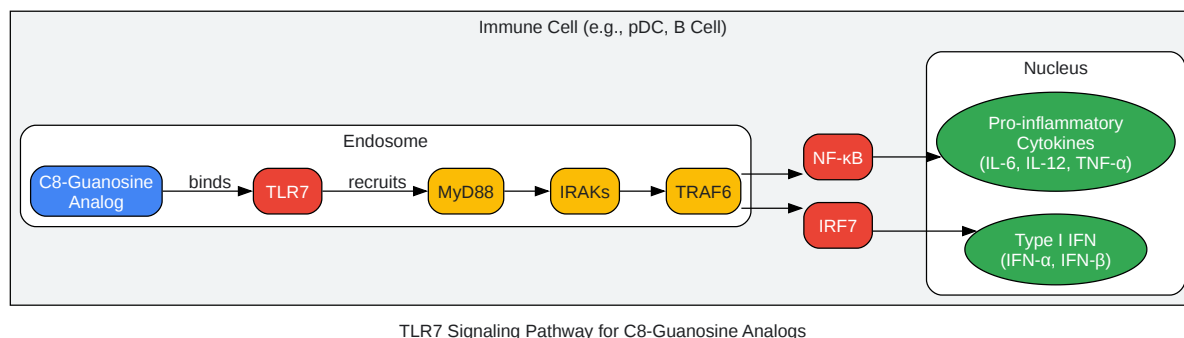 Immune Cell (e.g., pDC, B Cell)
Nucleus
Endosome
Pro-inflammatory
Cytokines
(IL-6, IL-12, TNF-α)
NF-κB
C8-Guanosine
Analog
binds
TLR7
recruits
MyD88
IRAKs
TRAF6
IRF7
Type I IFN
(IFN-α, IFN-β)
TLR7 Signaling Pathway for C8-Guanosine Analogs